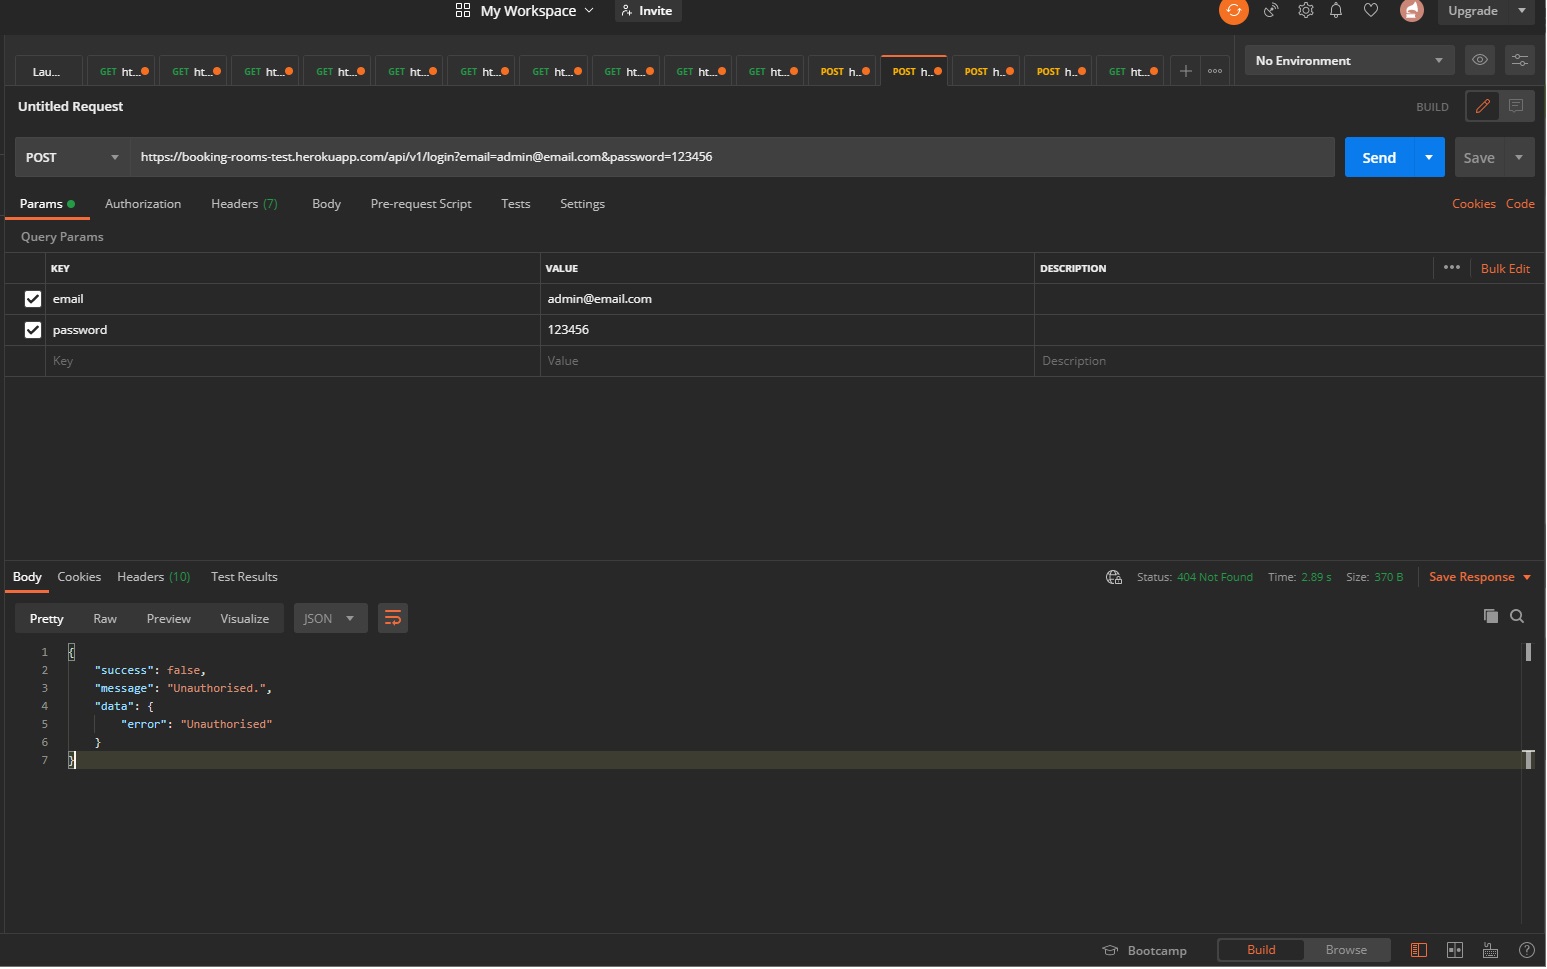 My Workspace Invite Upgrade
Lau... GET ht... GET ht... GET ht... GET ht... GET ht... GET ht... GET ht... GET ht... GET ht... GET ht... POST h... POST h... POST h... POST h... GET ht... No Environment
Untitled Request BUILD
POST https://booking-rooms-test.herokuapp.com/api/v1/login?email=admin@email.com&password=123456 Send Save
Params Authorization Headers (7) Body Pre-request Script Tests Settings Cookies Code
Query Params
KEY VALUE DESCRIPTION Bulk Edit
email admin@email.com
password 123456
Key Value Description
Body Cookies Headers (10) Test Results Status: 404 Not Found Time: 2.89 s Size: 370 B Save Response
Pretty Raw Preview Visualize JSON
1 {
2 "success": false,
3 "message": "Unauthorised.",
4 "data": {
5 "error": "Unauthorised"
6 }
7 }
Bootcamp Build Browse